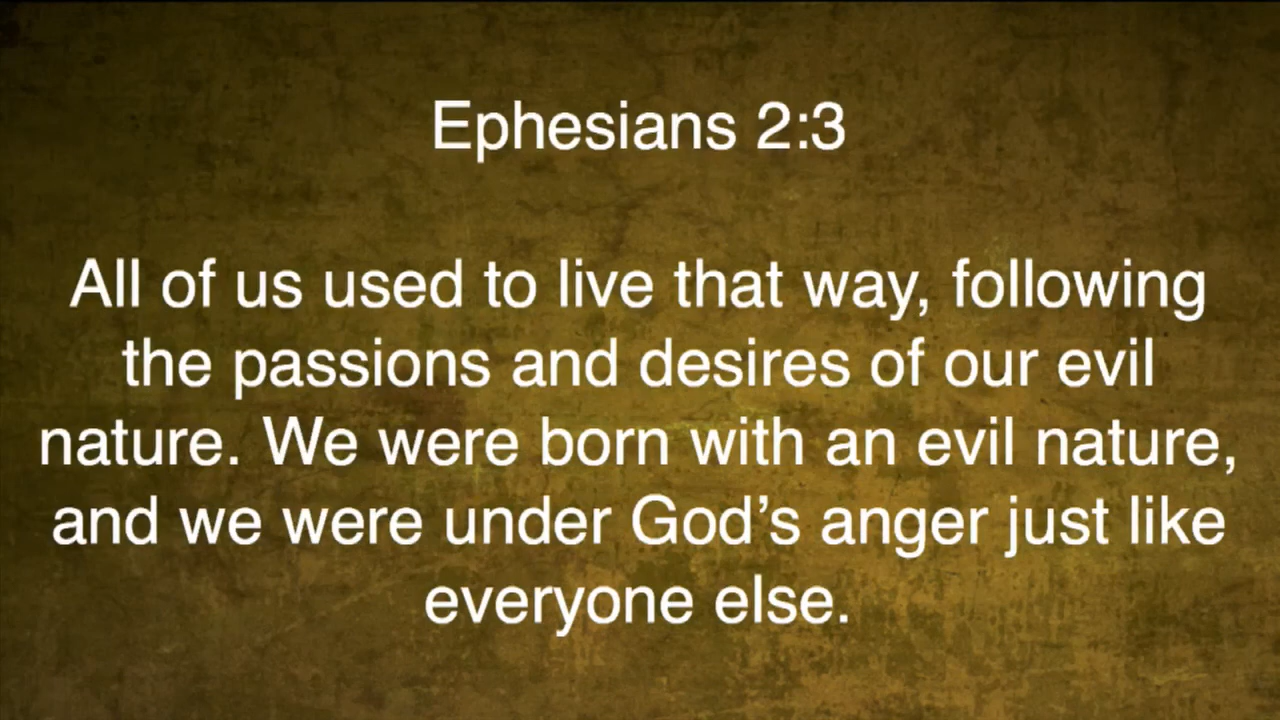 Ephesians 2:3
All of us used to live that way, following
the passions and desires of our evil
nature. We were born with an evil nature,
and we were under God’s anger just like
everyone else.